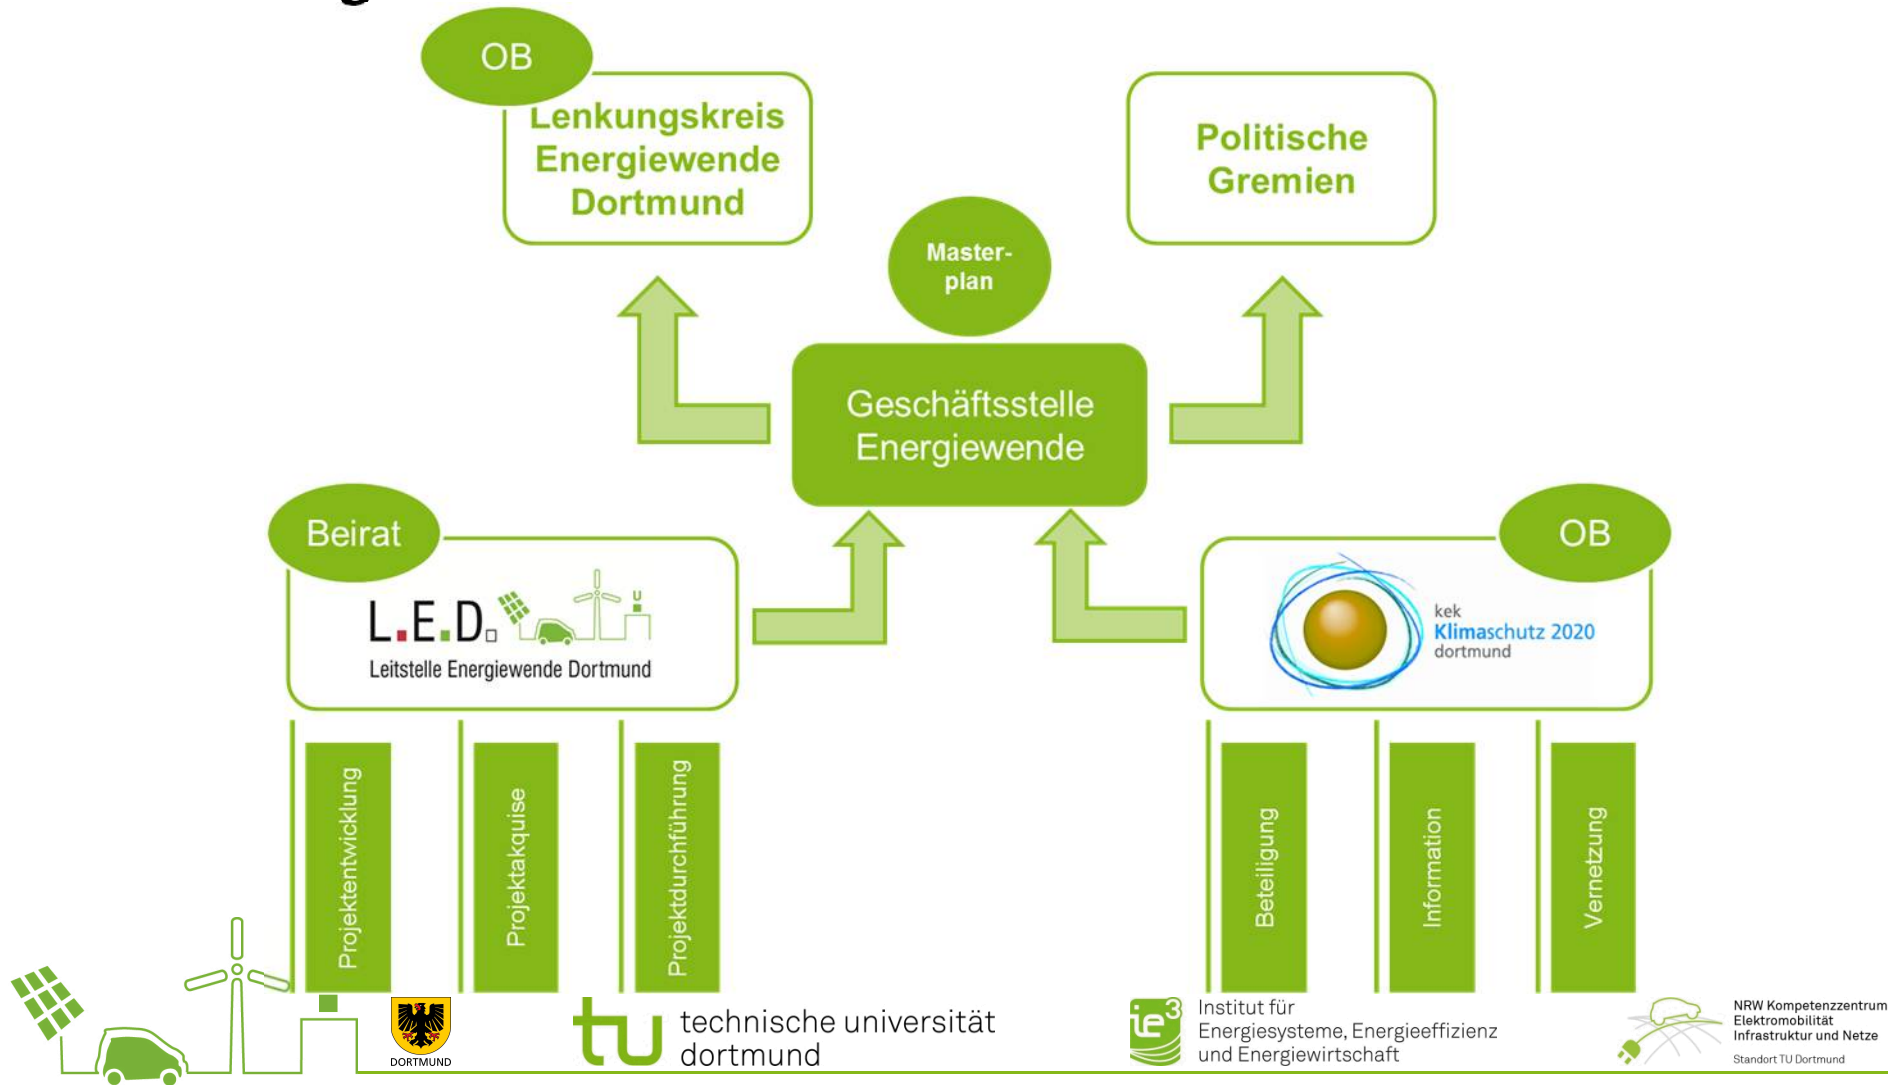 OB
Lenkungskreis
Energiewende
Dortmund
Politische
Gremien
Master-
plan
Geschäftsstelle
Energiewende
Beirat
L.E.D.
U
Leitstelle Energiewende Dortmund
OB
kek
Klimaschutz 2020
dortmund
Projektentwicklung
Projektakquise
Projektdurchführung
Beteiligung
Information
Vernetzung
DORTMUND
tu technische universität
dortmund
ie³
Institut für
Energiesysteme, Energieeffizienz
und Energiewirtschaft
NRW Kompetenzzentrum
Elektromobilität
Infrastruktur und Netze
Standort TU Dortmund